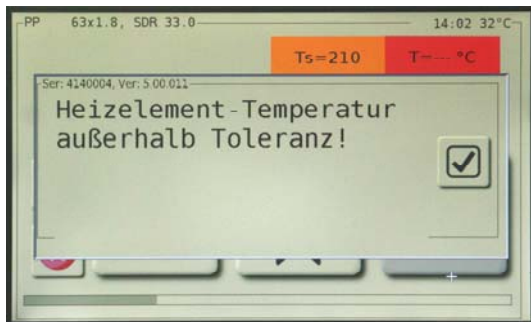 PP 63x1.8, SDR 33.0 14:02 32°C
Ts=210 T=--- °C
Ser: 4140004, Ver: 5.00.011
Heizelement-Temperatur
außerhalb Toleranz!